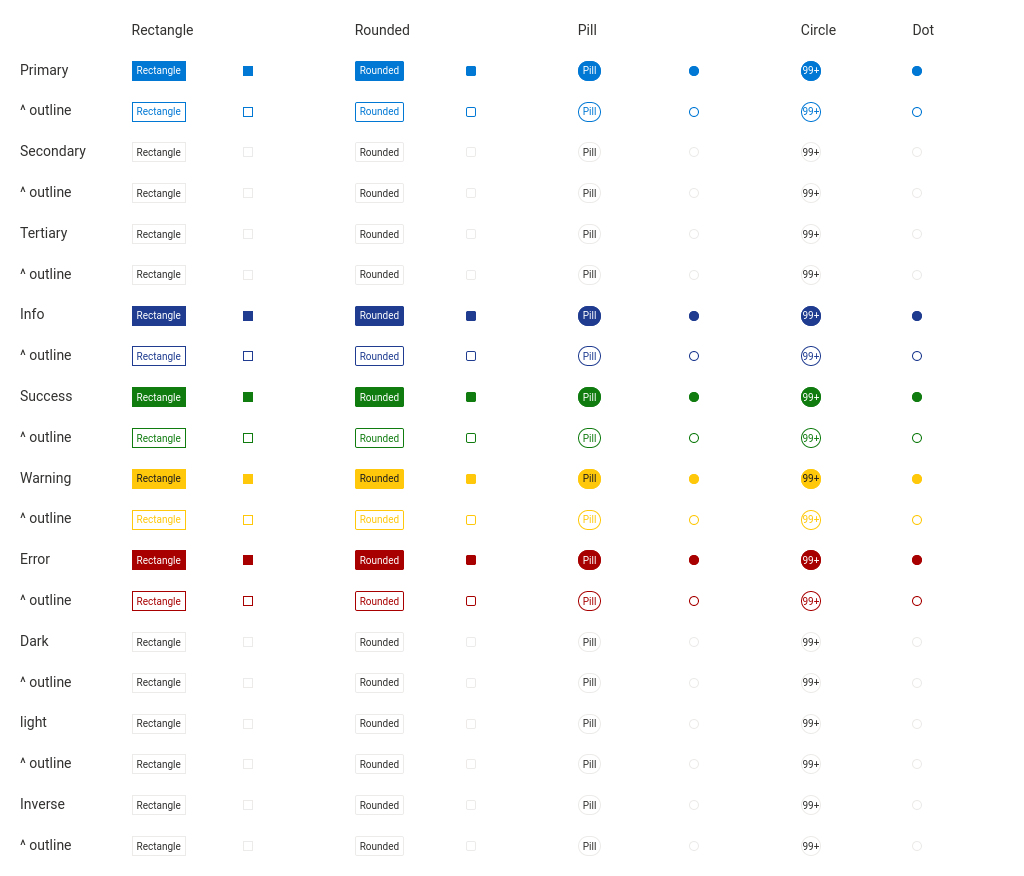 Rectangle Rounded Pill Circle Dot
Primary Rectangle Rounded Pill 99+
^ outline Rectangle Rounded Pill 99+
Secondary Rectangle Rounded Pill 99+
^ outline Rectangle Rounded Pill 99+
Tertiary Rectangle Rounded Pill 99+
^ outline Rectangle Rounded Pill 99+
Info Rectangle Rounded Pill 99+
^ outline Rectangle Rounded Pill 99+
Success Rectangle Rounded Pill 99+
^ outline Rectangle Rounded Pill 99+
Warning Rectangle Rounded Pill 99+
^ outline Rectangle Rounded Pill 99+
Error Rectangle Rounded Pill 99+
^ outline Rectangle Rounded Pill 99+
Dark Rectangle Rounded Pill 99+
^ outline Rectangle Rounded Pill 99+
light Rectangle Rounded Pill 99+
^ outline Rectangle Rounded Pill 99+
Inverse Rectangle Rounded Pill 99+
^ outline Rectangle Rounded Pill 99+